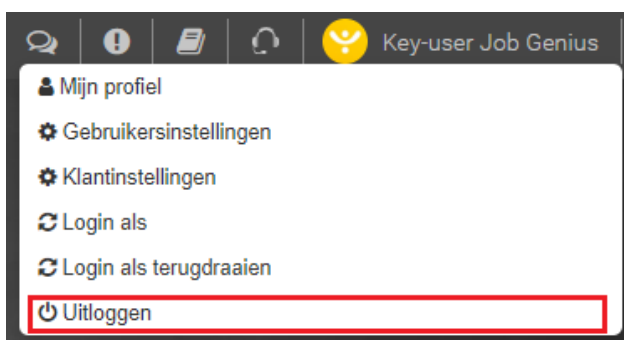 Key-user Job Genius
Mijn profiel
Gebruikersinstellingen
Klantinstellingen
Login als
Login als terugdraaien
Uitloggen